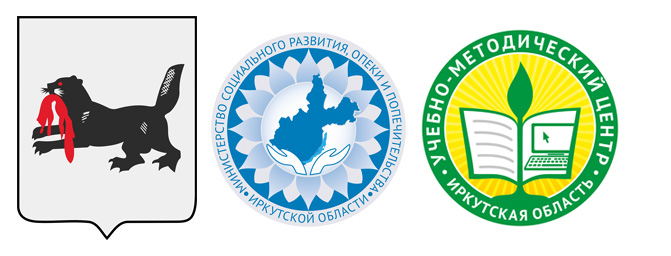 МИНИСТЕРСТВО СОЦИАЛЬНОГО РАЗВИТИЯ, ОПЕКИ И ПОПЕЧИТЕЛЬСТВА
• ИРКУТСКОЙ ОБЛАСТИ •
УЧЕБНО-МЕТОДИЧЕСКИЙ ЦЕНТР
• ИРКУТСКАЯ ОБЛАСТЬ •